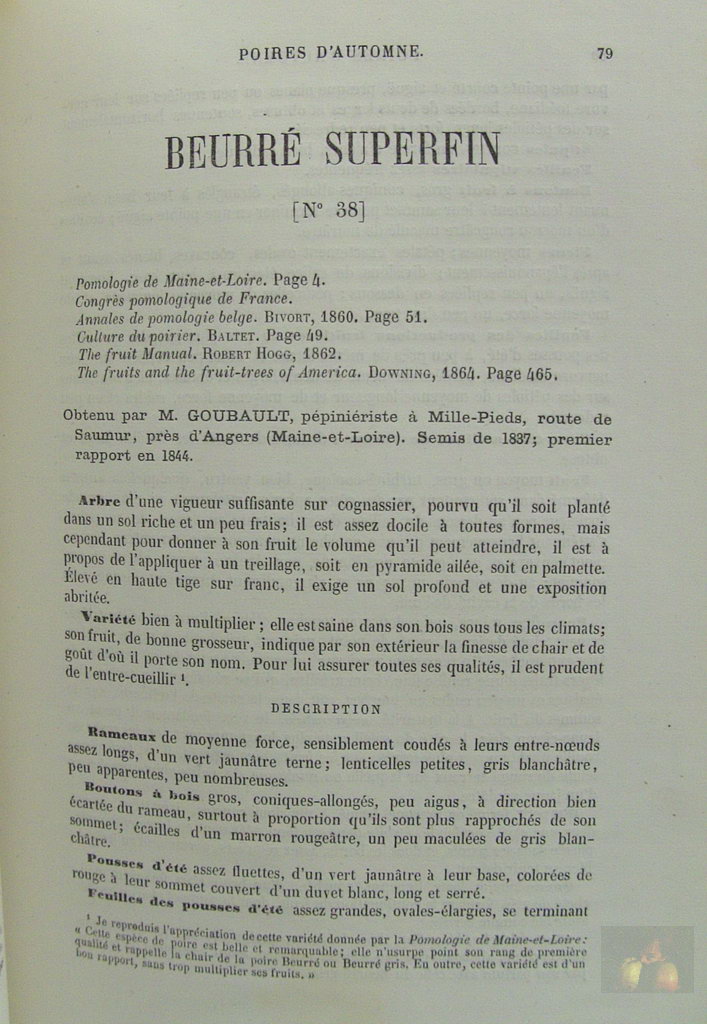 POIRES D'AUTOMNE. 79
BEURRÉ SUPERFIN
[N° 38]
Pomologie de Maine-et-Loire. Page 4.
Congrès pomologique de France.
Annales de pomologie belge. BIVORT, 1860. Page 51.
Culture du poirier. BALTET. Page 49.
The fruit Manual. ROBERT HOGG, 1862.
The fruits and the fruit-trees of America. DOWNING, 1864. Page 465.
Obtenu par M. GOUBAULT, pépiniériste à Mille-Pieds, route de
Saumur, près d'Angers (Maine-et-Loire). Semis de 1837; premier
rapport en 1844.
Arbre d'une vigueur suffisante sur cognassier, pourvu qu'il soit planté
dans un sol riche et un peu frais; il est assez docile à toutes formes, mais
cependant pour donner à son fruit le volume qu'il peut atteindre, il est à
propos de l'appliquer à un treillage, soit en pyramide ailée, soit en palmette.
Élevé en haute tige sur franc, il exige un sol profond et une exposition
abritée.
Variété bien à multiplier; elle est saine dans son bois sous tous les climats;
son fruit, de bonne grosseur, indique par son extérieur la finesse de chair et de
goût d'où il porte son nom. Pour lui assurer toutes ses qualités, il est prudent
de l'entre-cueillir ¹.
DESCRIPTION
Rameaux de moyenne force, sensiblement coudés à leurs entre-nœuds
assez longs, d'un vert jaunâtre terne; lenticelles petites, gris blanchâtre,
peu apparentes, peu nombreuses.
Boutons à bois gros, coniques-allongés, peu aigus, à direction bien
écartée du rameau, surtout à proportion qu'ils sont plus rapprochés de son
sommet; écailles d'un marron rougeâtre, un peu maculées de gris blan-
châtre.
Pousses d'été assez fluettes, d'un vert jaunâtre à leur base, colorées de
rouge à leur sommet couvert d'un duvet blanc, long et serré.
Feuilles des pousses d'été assez grandes, ovales-élargies, se terminant
¹ Je reproduis l'appréciation de cette variété donnée par la Pomologie de Maine-et-Loire:
« Cette espèce de poire est belle et remarquable; elle n'usurpe point son rang de première
qualité et rappelle la chair de la poire Beurré ou Beurré gris. En outre, cette variété est d'un
bon rapport, sans trop multiplier ses fruits. »